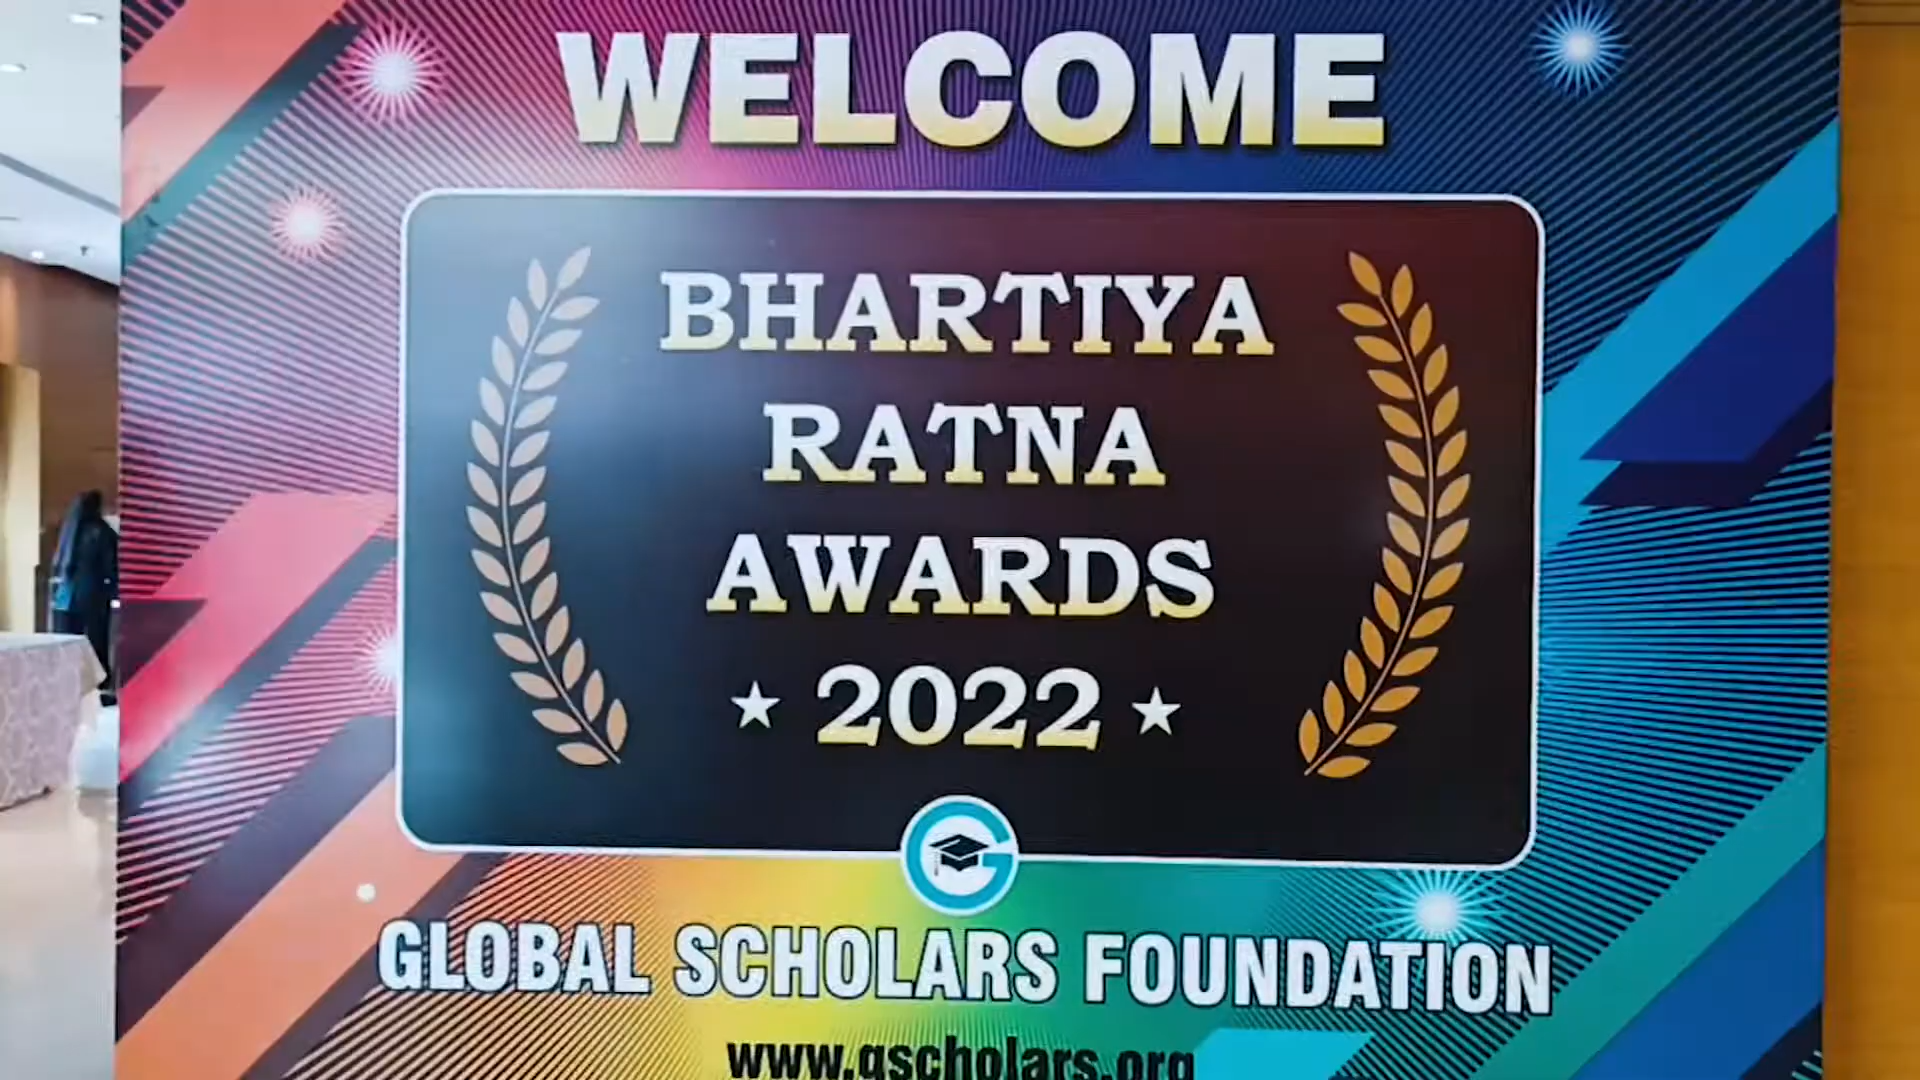 WELCOME
BHARTIYA
RATNA
AWARDS
★ 2022 ★
G
GLOBAL SCHOLARS FOUNDATION
www.gscholars.org